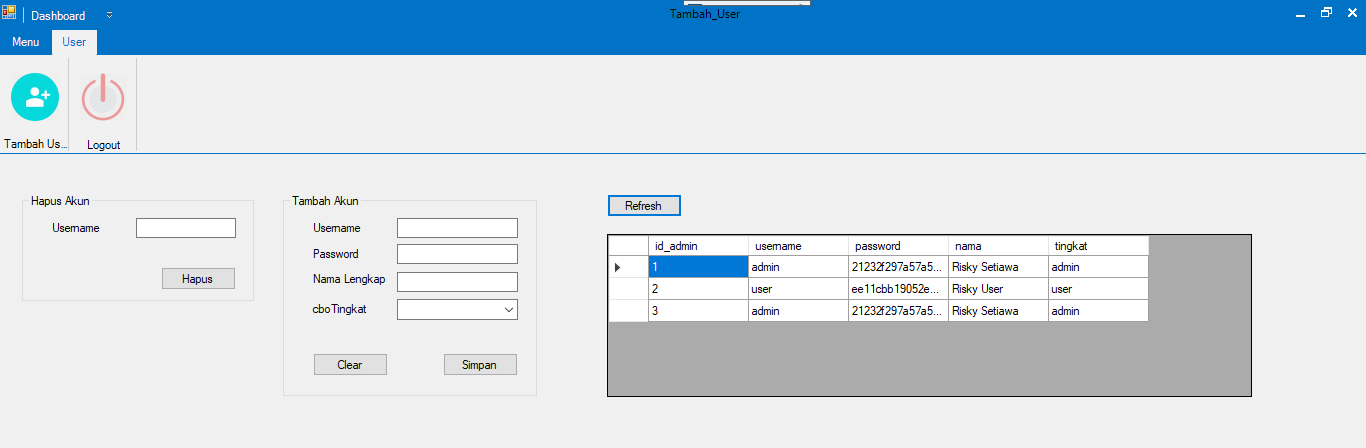 Dashboard
Tambah_User
Menu User
Tambah Us...
Logout
Hapus Akun
Username
Hapus
Tambah Akun
Username
Password
Nama Lengkap
cboTingkat
Clear Simpan
Refresh
id_admin username password nama tingkat
1 admin 21232f297a57a5... Risky Setiawa admin
2 user ee11cbb19052e... Risky User user
3 admin 21232f297a57a5... Risky Setiawa admin